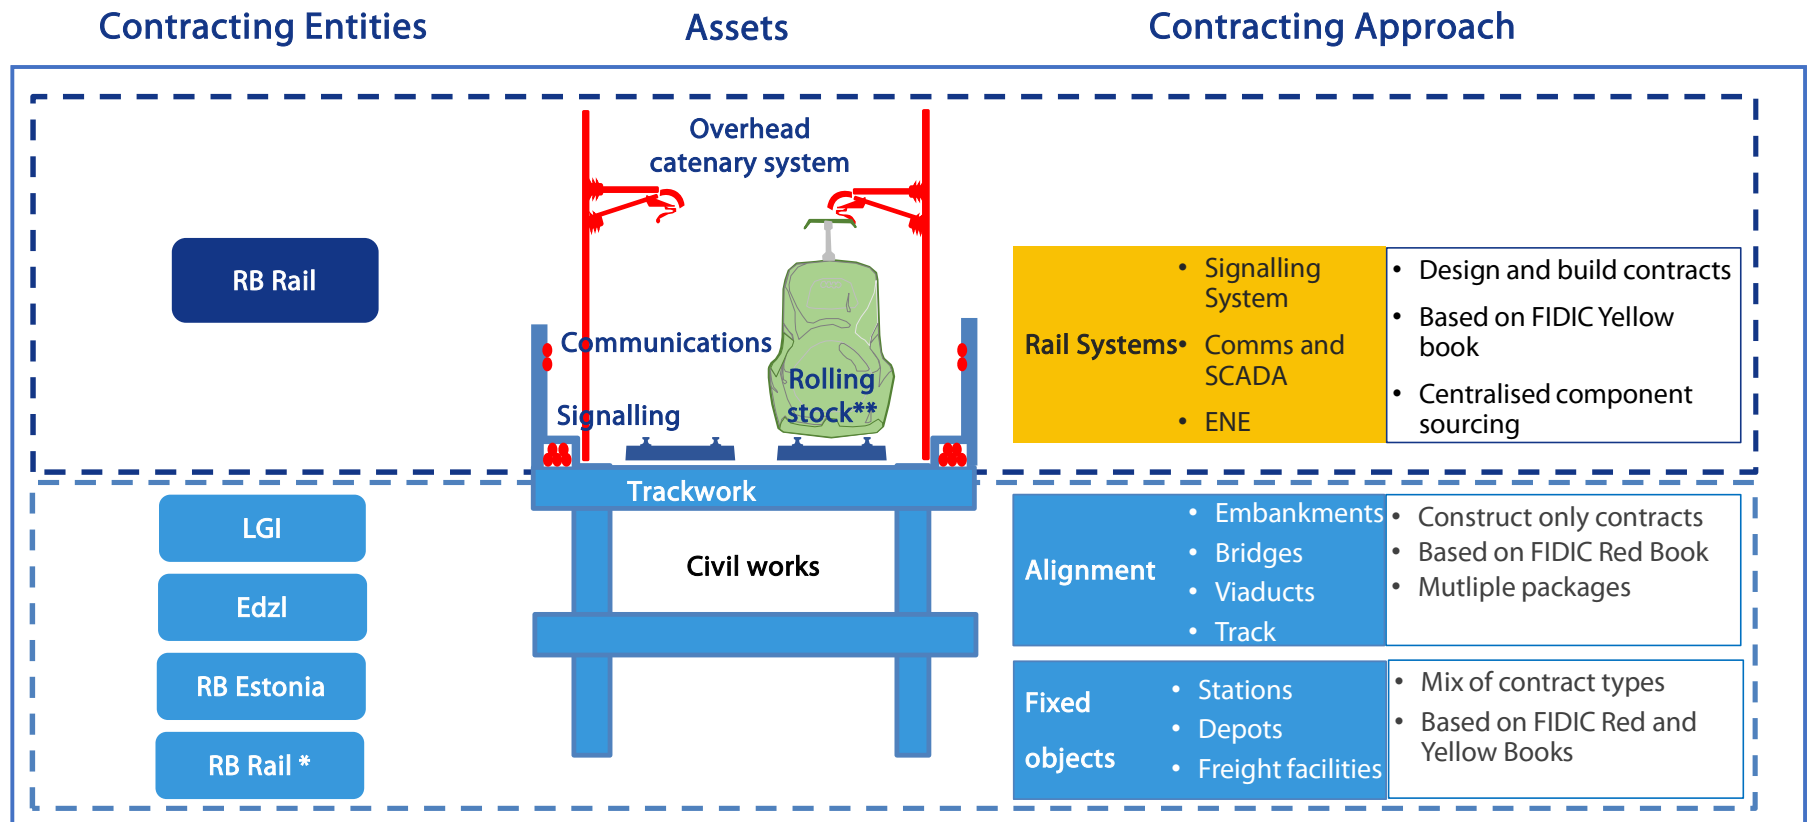 Contracting Entities
Assets
Contracting Approach
Overhead
catenary system
RB Rail
Communications
Rolling
stock**
Signalling
Rail Systems
• Signalling
System
• Comms and
SCADA
• ENE
• Design and build contracts
• Based on FIDIC Yellow
book
• Centralised component
sourcing
Trackwork
Civil works
LGI
Edzl
RB Estonia
RB Rail *
Alignment
• Embankments
• Bridges
• Viaducts
• Track
• Construct only contracts
• Based on FIDIC Red Book
• Mutliple packages
Fixed
objects
• Stations
• Depots
• Freight facilities
• Mix of contract types
• Based on FIDIC Red and
Yellow Books